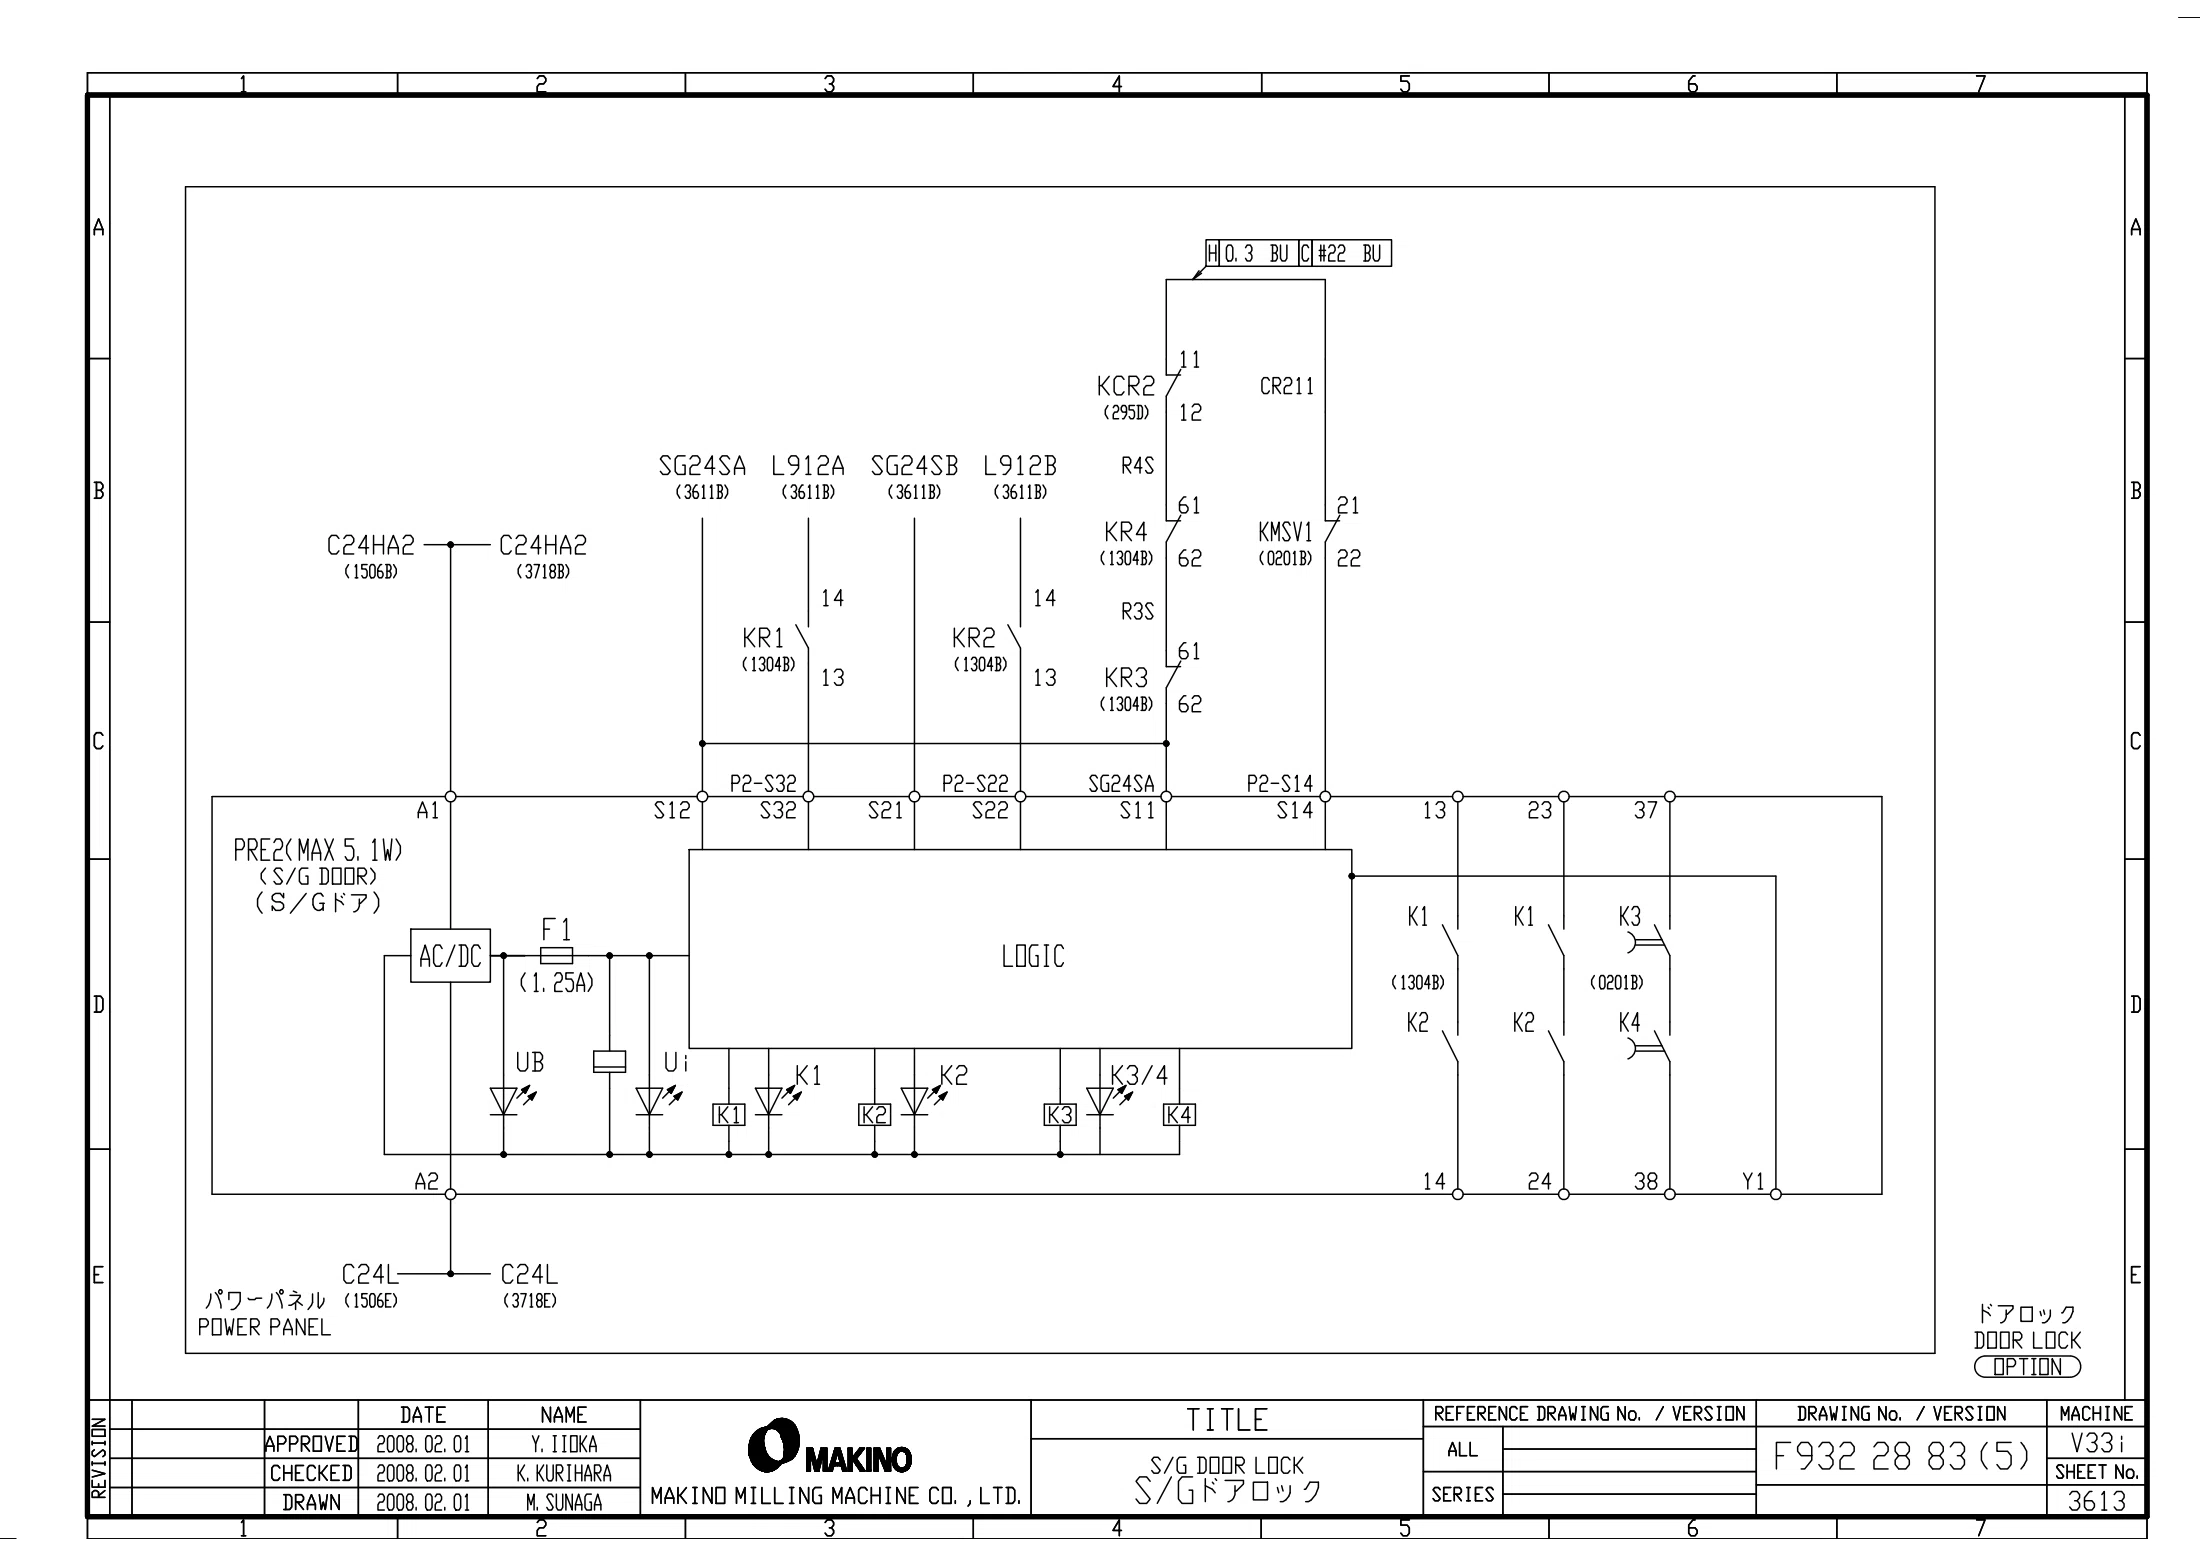 1 2 3 4 5 6 7
A A
H 0.3 BU C #22 BU
11
KCR2 CR211
(295D) 12
B B
SG24SA L912A SG24SB L912B R4S
(3611B) (3611B) (3611B) (3611B)
61 21
KR4 KMSV1
(1304B) 62 (0201B) 22
C24HA2 C24HA2
(1506B) (3718B)
14 14 R3S
KR1 KR2
(1304B) (1304B)
13 13
61
KR3
(1304B) 62
C C
P2-S32 P2-S22 SG24SA P2-S14
A1 S12 S32 S21 S22 S11 S14 13 23 37
PRE2(MAX 5.1W)
(S/G DOOR)
(S/Gドア)
F1
AC/DC
(1.25A)
LOGIC
K1 K1 K3
(1304B) (0201B)
K2 K2 K4
D D
UB Ui K1 K2 K3/4
K1 K2 K3 K4
A2 14 24 38 Y1
E E
C24L C24L
(1506E) (3718E)
パワーパネル
POWER PANEL
ドアロック
DOOR LOCK
OPTION
REVISION
DATE NAME
APPROVED 2008.02.01 Y. IIOKA
CHECKED 2008.02.01 K. KURIHARA
DRAWN 2008.02.01 M. SUNAGA
MAKINO
MAKINO MILLING MACHINE CO.,LTD.
TITLE
S/G DOOR LOCK
S/Gドアロック
REFERENCE DRAWING No. / VERSION
ALL
SERIES
DRAWING No. / VERSION
F932 28 83(5)
MACHINE
V33i
SHEET No.
3613
1 2 3 4 5 6 7